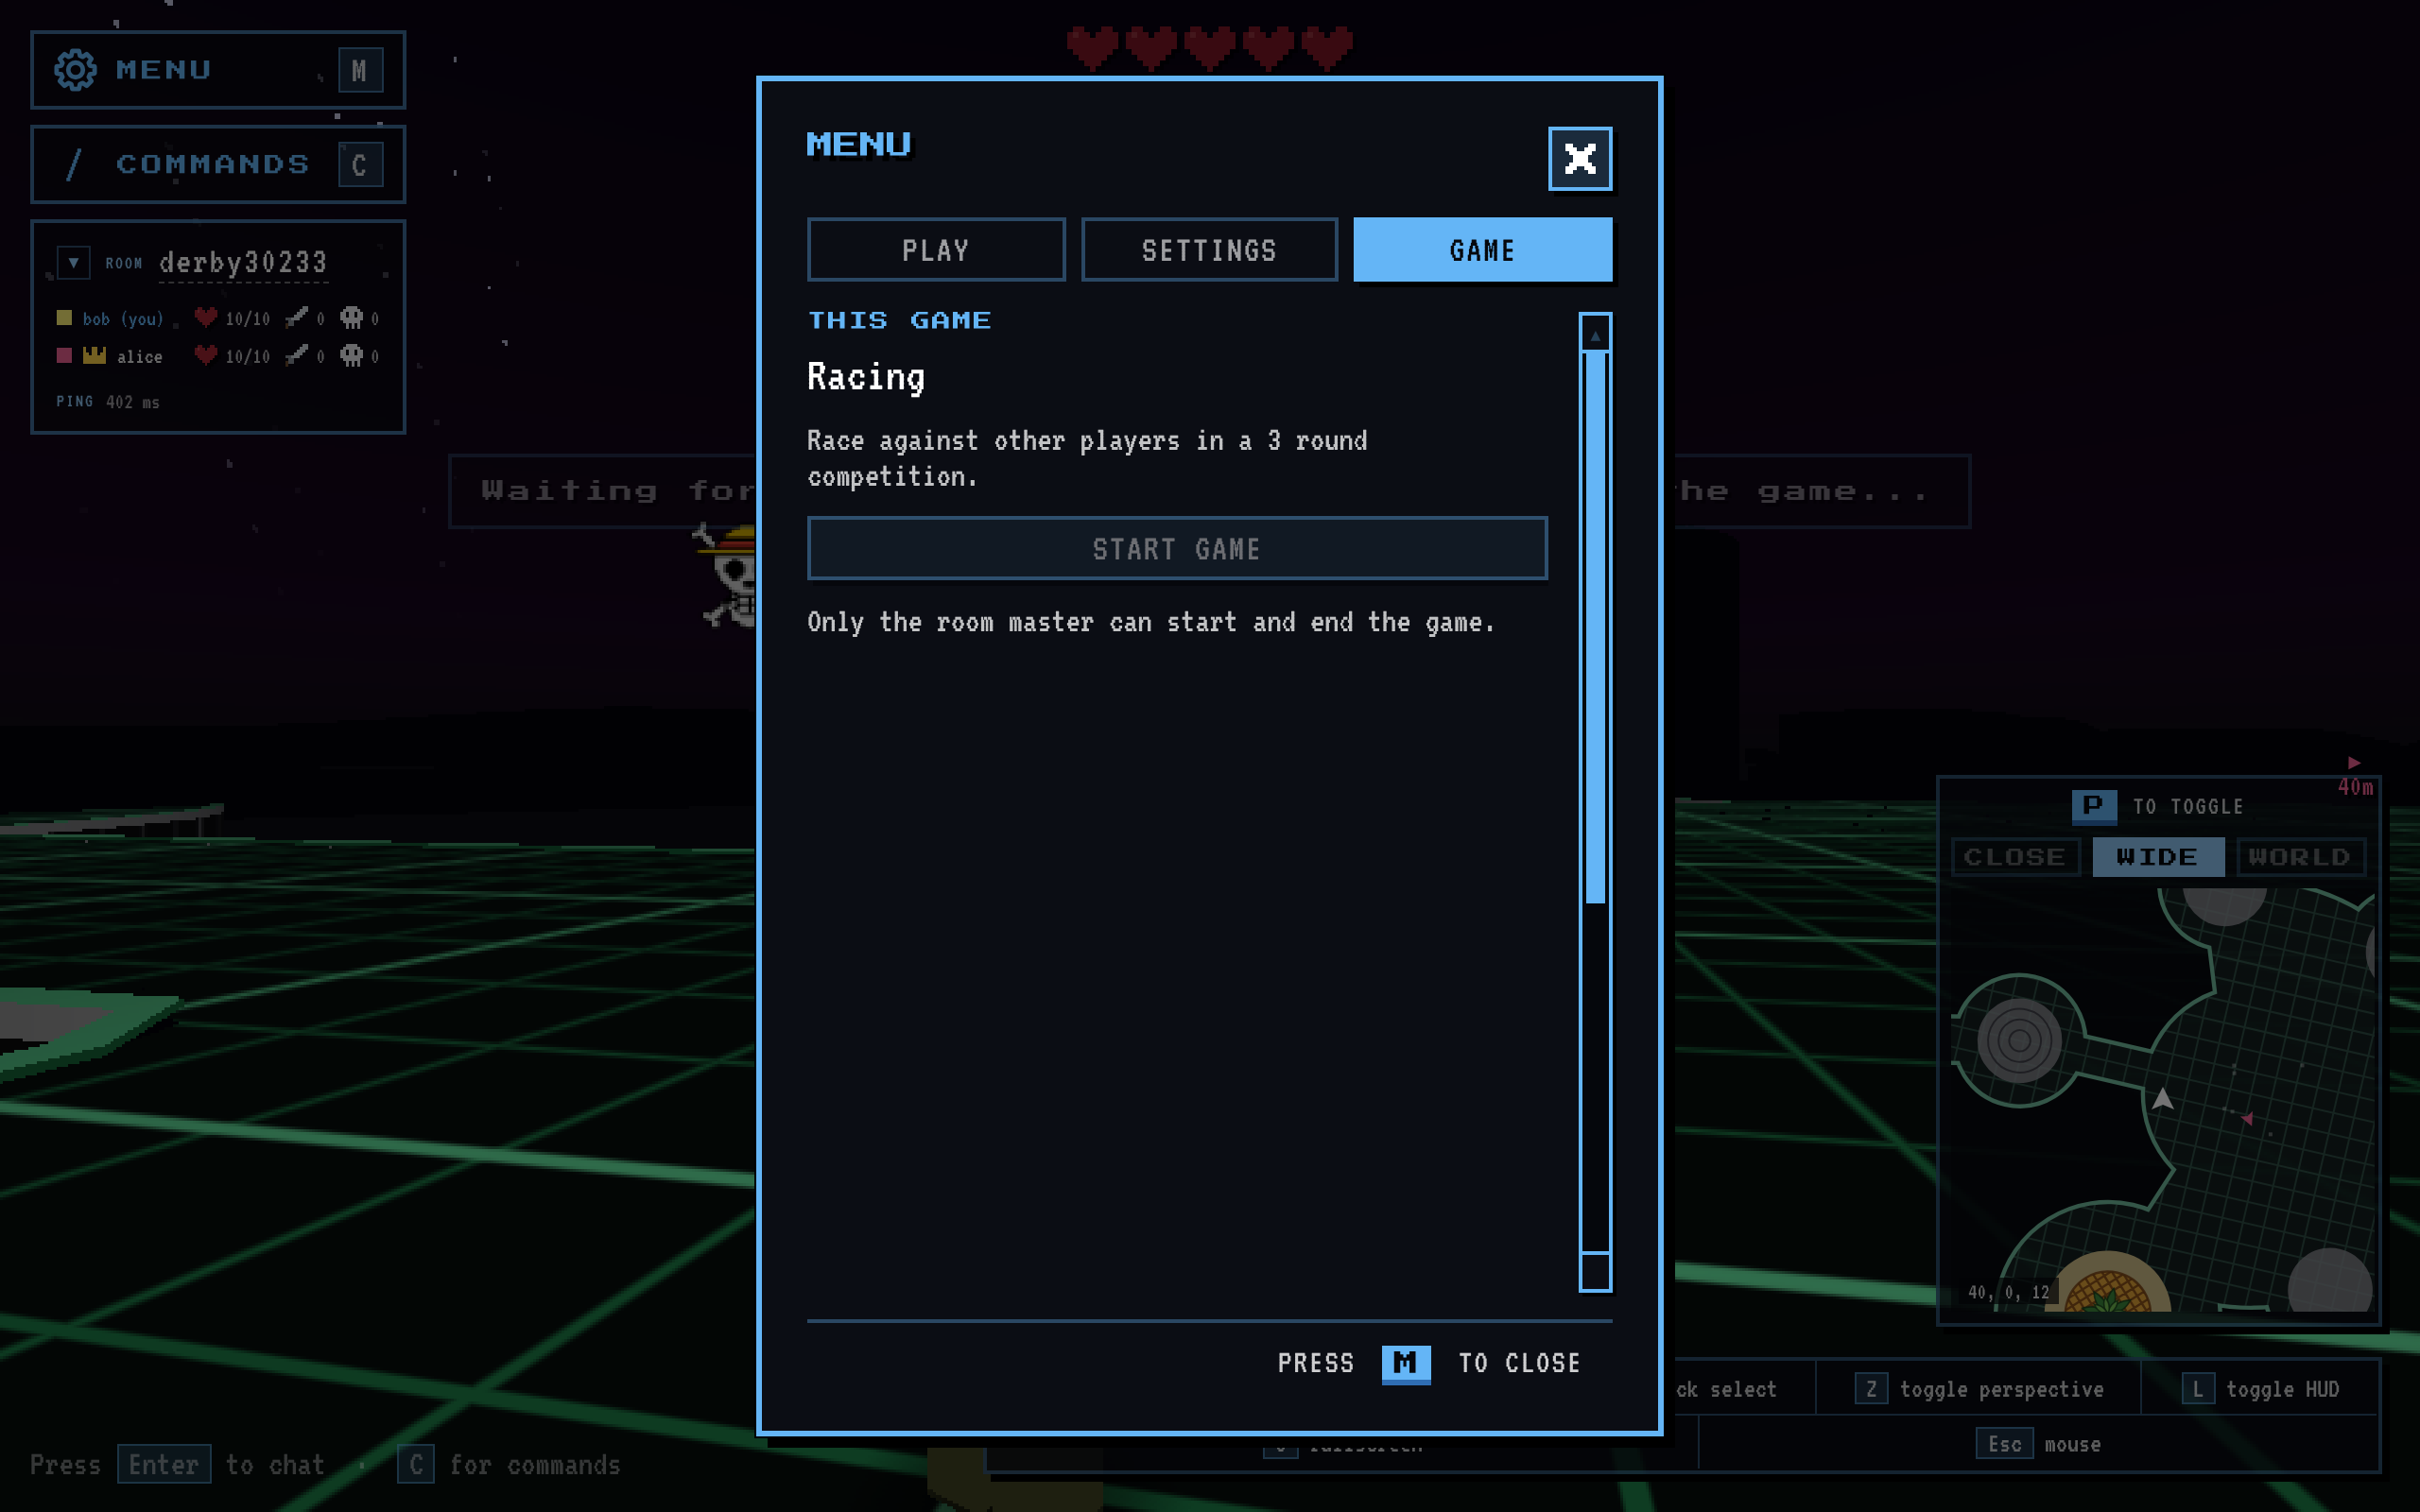 MENU M
/ COMMANDS C
ROOM derby30233
bob (you) 10/10 0 0
alice 10/10 0 0
PING 402 ms
Waiting for
he game...
MENU
PLAY SETTINGS GAME
THIS GAME
Racing
Race against other players in a 3 round
competition.
START GAME
Only the room master can start and end the game.
PRESS M TO CLOSE
40m
P TO TOGGLE
CLOSE WIDE WORLD
40, 0, 12
ck select Z toggle perspective L toggle HUD
Esc mouse
Press Enter to chat · C for commands